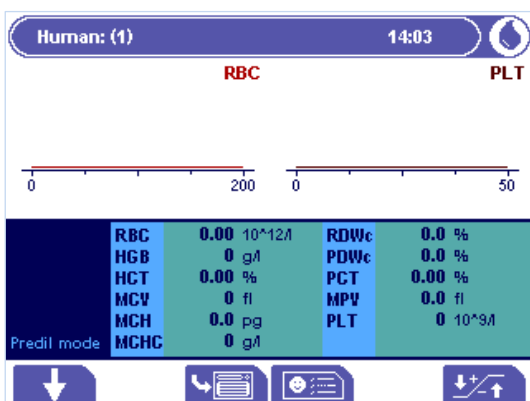 Human: (1) 14:03
RBC PLT
0 200 0 50
RBC 0.00 10^12/l RDWc 0.0 %
HGB 0 g/l PDWc 0.0 %
HCT 0.00 % PCT 0.00 %
MCV 0 fl MPV 0.0 fl
MCH 0.0 pg PLT 0 10^9/l
Predil mode MCHC 0 g/l